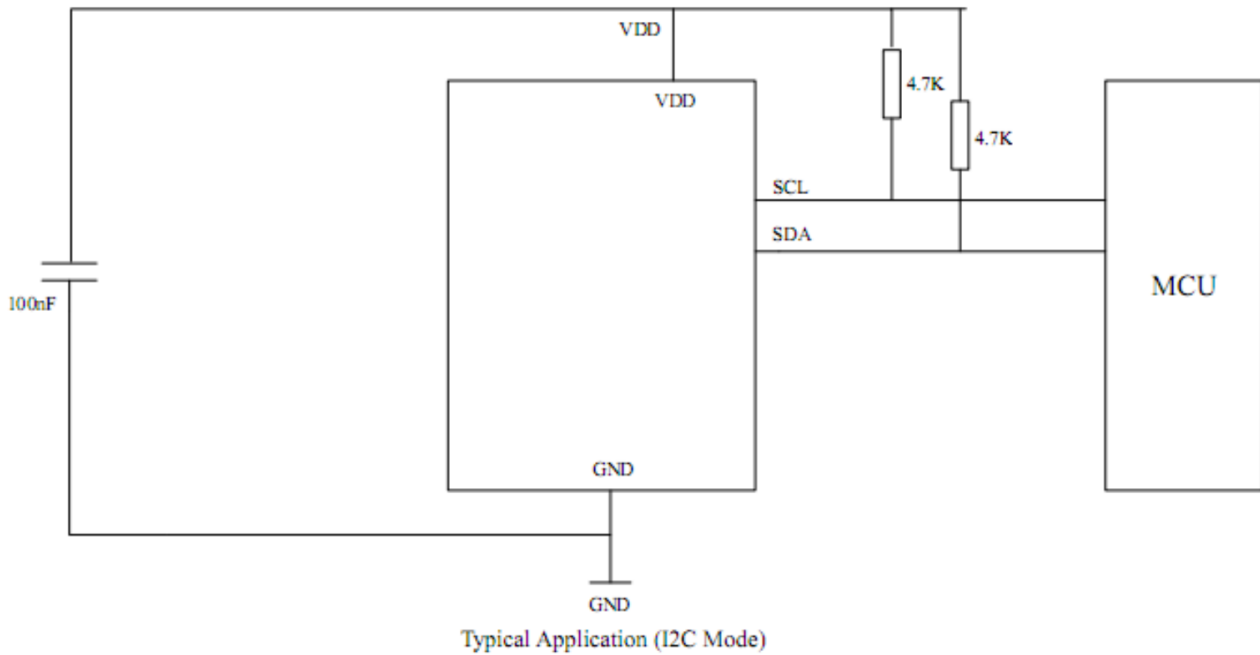 VDD
VDD
4.7K
4.7K
SCL
SDA
100nF
MCU
GND
GND
Typical Application (I2C Mode)